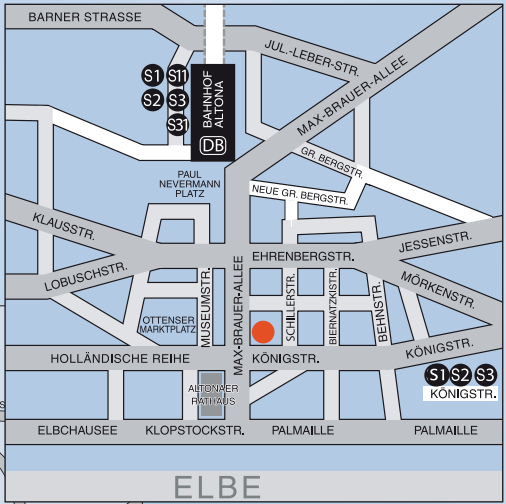 BARNER STRASSE
JUL.-LEBER-STR.
MAX-BRAUER-ALLEE
S1 S11
S2 S3
S31
BAHNHOF
ALTONA
DB
GR. BERGSTR.
PAUL
NEVERMANN
PLATZ
NEUE GR. BERGSTR.
KLAUSSTR.
EHRENBERGSTR.
JESSENSTR.
LOBUSCHSTR.
MÖRKENSTR.
MUSEUMSTR.
MAX-BRAUER-ALLEE
SCHILLERSTR.
BIERNATZKISTR.
BEHNSTR.
OTTENSER
MARKTPLATZ
HOLLÄNDISCHE REIHE
KÖNIGSTR.
KÖNIGSTR.
S1 S2 S3
KÖNIGSTR.
ALTONAER
RATHAUS
ELBCHAUSEE
KLOPSTOCKSTR.
PALMAILLE
PALMAILLE
ELBE